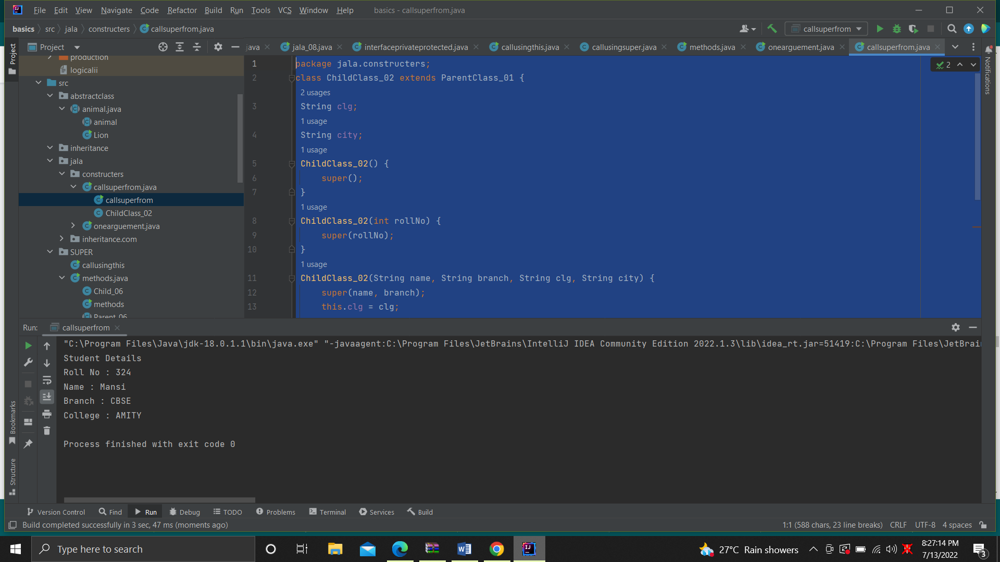 File Edit View Navigate Code Refactor Build Run Tools VCS Window Help basics - callsuperfrom.java
basics src jala constructers callsuperfrom.java callsuperfrom
Project
.java jala_08.java interfaceprivateprotected.java callusingthis.java callusingsuper.java methods.java onearguement.java callsuperfrom.java
Project
Notifications
production
logicalii
src
abstractclass
animal.java
animal
Lion
inheritance
jala
constructers
callsuperfrom.java
callsuperfrom
ChildClass_02
onearguement.java
inheritance.com
SUPER
callusingthis
methods.java
Child_06
methods
Parent_06
2
1 package jala.constructers;
2 class ChildClass_02 extends ParentClass_01 {
2 usages
3 String clg;
1 usage
4 String city;
1 usage
5 ChildClass_02() {
6 super();
7 }
1 usage
8 ChildClass_02(int rollNo) {
9 super(rollNo);
10 }
1 usage
11 ChildClass_02(String name, String branch, String clg, String city) {
12 super(name, branch);
13 this.clg = clg;
Run: callsuperfrom
"C:\Program Files\Java\jdk-18.0.1.1\bin\java.exe" "-javaagent:C:\Program Files\JetBrains\IntelliJ IDEA Community Edition 2022.1.3\lib\idea_rt.jar=51419:C:\Program Files\JetBrai
Student Details
Roll No : 324
Name : Mansi
Branch : CBSE
College : AMITY
Process finished with exit code 0
Bookmarks
Structure
Version Control Find Run Debug TODO Problems Terminal Services Build
Build completed successfully in 3 sec, 47 ms (moments ago) 1:1 (588 chars, 23 line breaks) CRLF UTF-8 4 spaces
Type here to search 27°C Rain showers 8:27:14 PM
7/13/2022 3